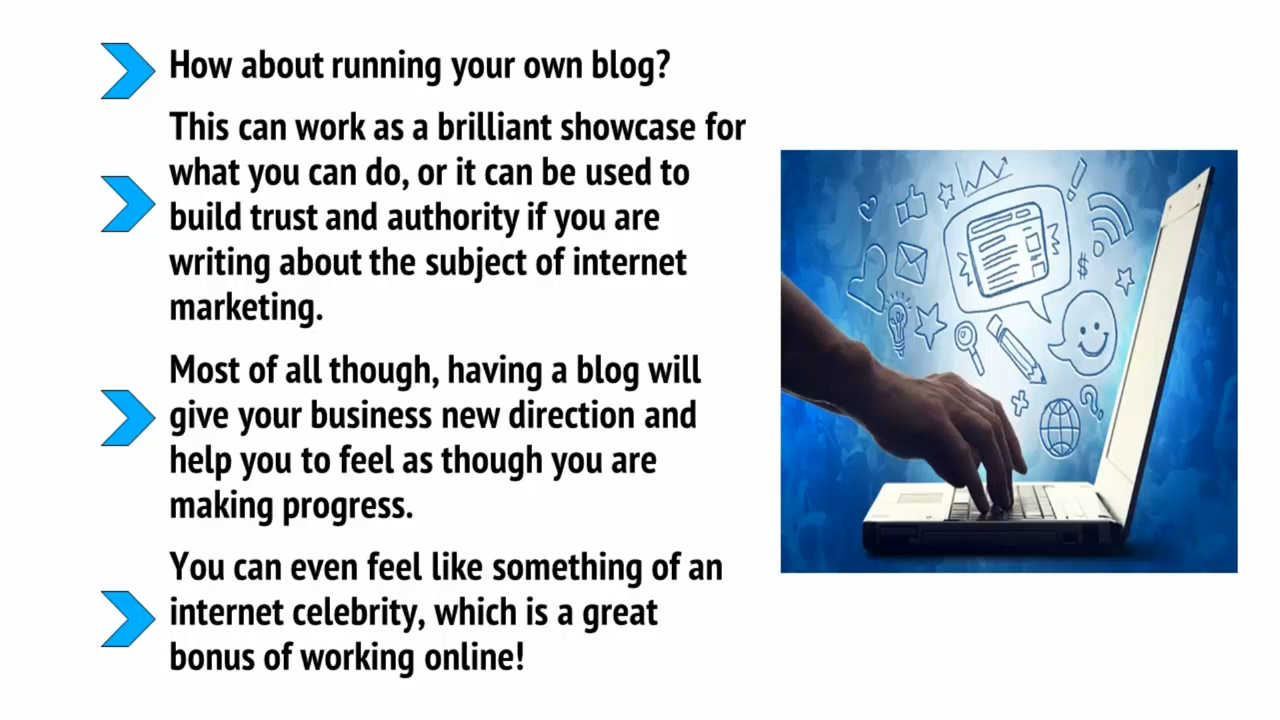 How about running your own blog?
This can work as a brilliant showcase for
what you can do, or it can be used to
build trust and authority if you are
writing about the subject of internet
marketing.
Most of all though, having a blog will
give your business new direction and
help you to feel as though you are
making progress.
You can even feel like something of an
internet celebrity, which is a great
bonus of working online!